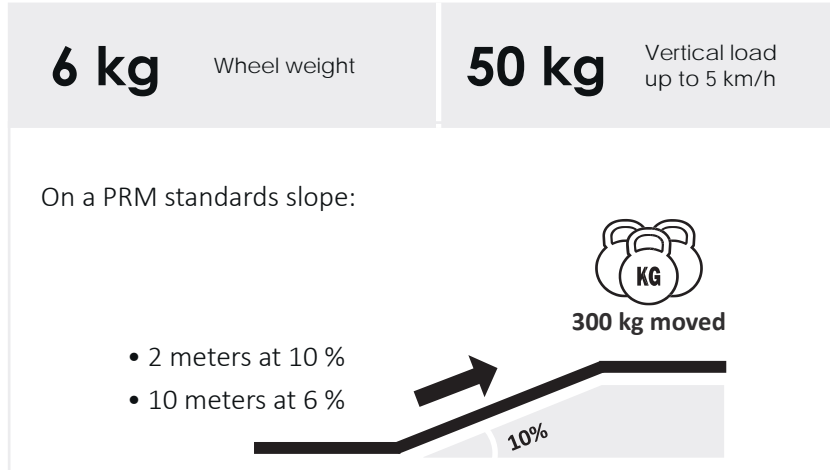 6 kg
Wheel weight
50 kg
Vertical load
up to 5 km/h
On a PRM standards slope:
KG
300 kg moved
• 2 meters at 10 %
• 10 meters at 6 %
10%